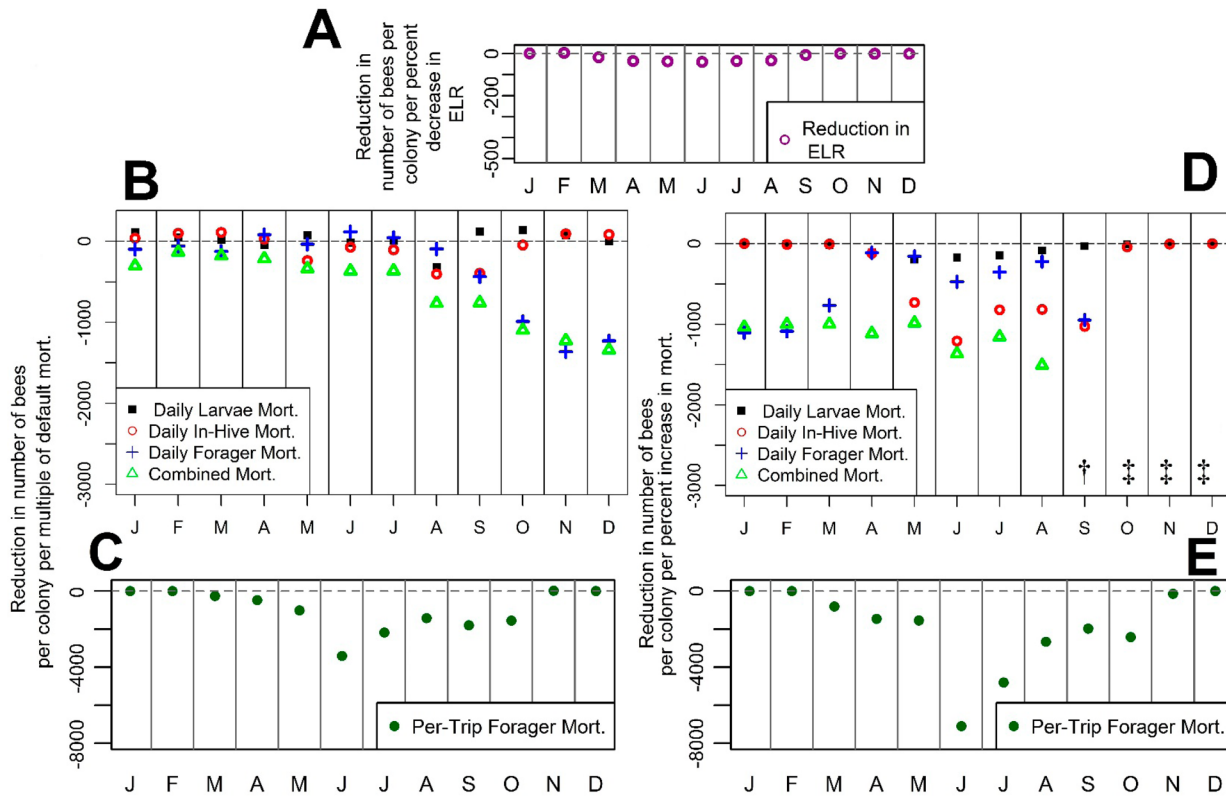 A
Reduction in
number of bees per
colony per percent
decrease in
ELR
0
-200
-500
Reduction in
ELR
J F M A M J J A S O N D
B
Reduction in number of bees
per colony per multiple of default mort.
0
-1000
-2000
-3000
Daily Larvae Mort.
Daily In-Hive Mort.
Daily Forager Mort.
Combined Mort.
J F M A M J J A S O N D
C
0
-4000
-8000
Per-Trip Forager Mort.
J F M A M J J A S O N D
D
Reduction in number of bees
per colony per percent increase in mort.
0
-1000
-2000
-3000
Daily Larvae Mort.
Daily In-Hive Mort.
Daily Forager Mort.
Combined Mort.
† ‡ ‡ ‡
J F M A M J J A S O N D
E
0
-4000
-8000
Per-Trip Forager Mort.
J F M A M J J A S O N D